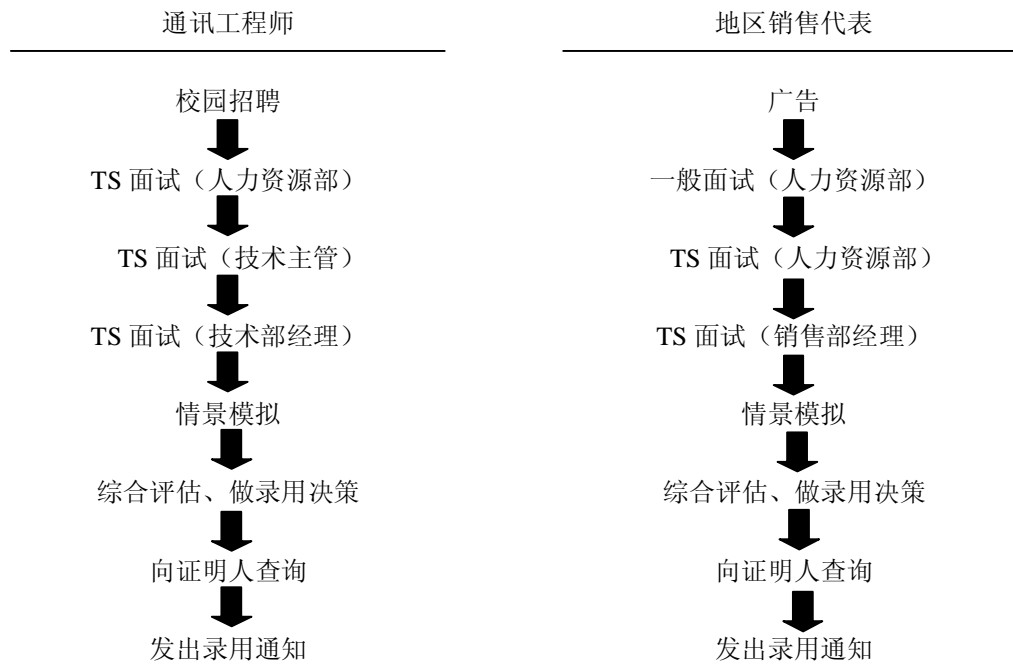 通讯工程师
地区销售代表
校园招聘
广告
TS 面试（人力资源部）
一般面试（人力资源部）
TS 面试（技术主管）
TS 面试（人力资源部）
TS 面试（技术部经理）
TS 面试（销售部经理）
情景模拟
情景模拟
综合评估、做录用决策
综合评估、做录用决策
向证明人查询
向证明人查询
发出录用通知
发出录用通知